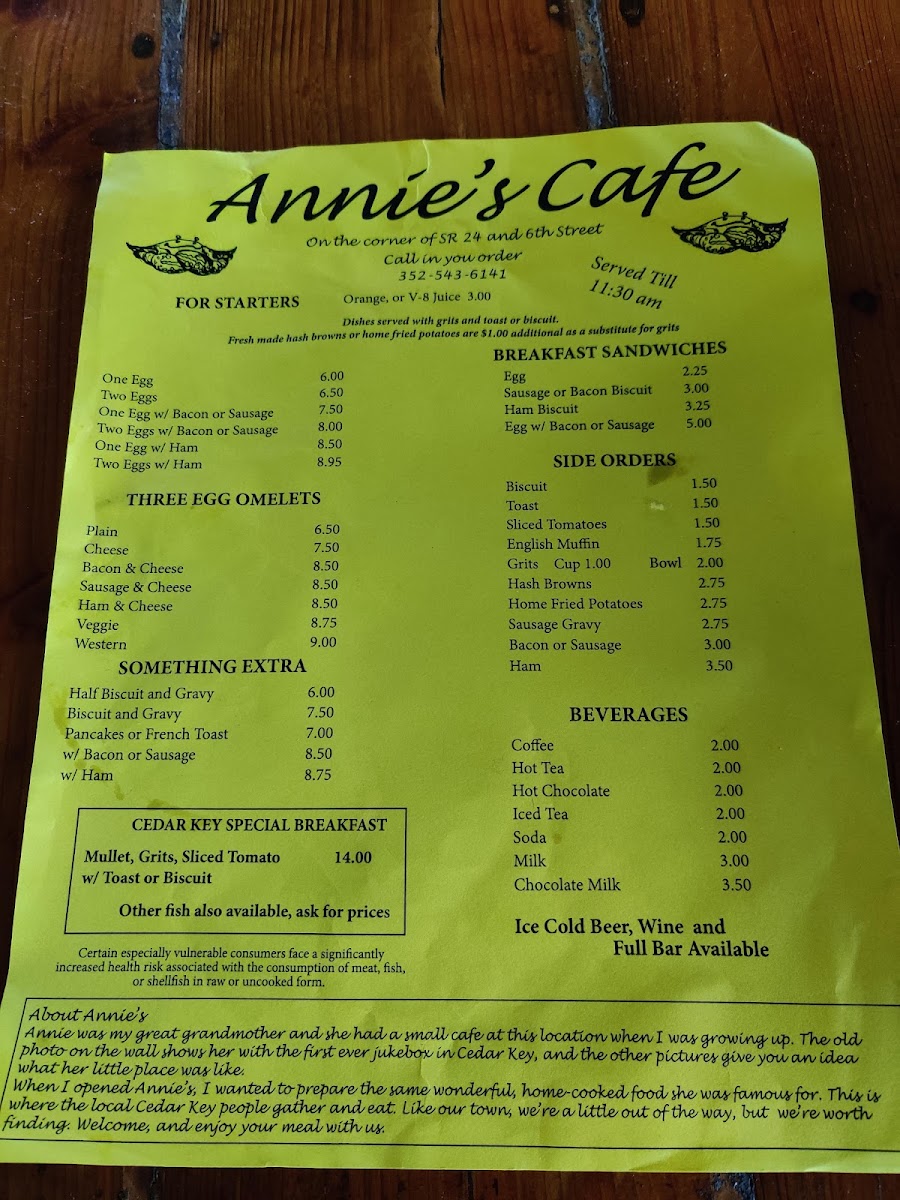 Annie's Cafe
On the corner of SR 24 and 6th Street
Call in you order
352-543-6141
Served Till
11:30 am
FOR STARTERS Orange, or V-8 Juice 3.00
Dishes served with grits and toast or biscuit.
Fresh made hash browns or home fried potatoes are $1.00 additional as a substitute for grits
One Egg 6.00
Two Eggs 6.50
One Egg w/ Bacon or Sausage 7.50
Two Eggs w/ Bacon or Sausage 8.00
One Egg w/ Ham 8.50
Two Eggs w/ Ham 8.95
THREE EGG OMELETS
Plain 6.50
Cheese 7.50
Bacon & Cheese 8.50
Sausage & Cheese 8.50
Ham & Cheese 8.50
Veggie 8.75
Western 9.00
SOMETHING EXTRA
Half Biscuit and Gravy 6.00
Biscuit and Gravy 7.50
Pancakes or French Toast 7.00
w/ Bacon or Sausage 8.50
w/ Ham 8.75
CEDAR KEY SPECIAL BREAKFAST
Mullet, Grits, Sliced Tomato 14.00
w/ Toast or Biscuit
Other fish also available, ask for prices
Certain especially vulnerable consumers face a significantly
increased health risk associated with the consumption of meat, fish,
or shellfish in raw or uncooked form.
BREAKFAST SANDWICHES
Egg 2.25
Sausage or Bacon Biscuit 3.00
Ham Biscuit 3.25
Egg w/ Bacon or Sausage 5.00
SIDE ORDERS
Biscuit 1.50
Toast 1.50
Sliced Tomatoes 1.50
English Muffin 1.75
Grits Cup 1.00 Bowl 2.00
Hash Browns 2.75
Home Fried Potatoes 2.75
Sausage Gravy 2.75
Bacon or Sausage 3.00
Ham 3.50
BEVERAGES
Coffee 2.00
Hot Tea 2.00
Hot Chocolate 2.00
Iced Tea 2.00
Soda 2.00
Milk 3.00
Chocolate Milk 3.50
Ice Cold Beer, Wine and
Full Bar Available
About Annie's
Annie was my great grandmother and she had a small cafe at this location when I was growing up. The old
photo on the wall shows her with the first ever jukebox in Cedar Key, and the other pictures give you an idea
what her little place was like.
When I opened Annie's, I wanted to prepare the same wonderful, home-cooked food she was famous for. This is
where the local Cedar Key people gather and eat. Like our town, we're a little out of the way, but we're worth
finding. Welcome, and enjoy your meal with us.